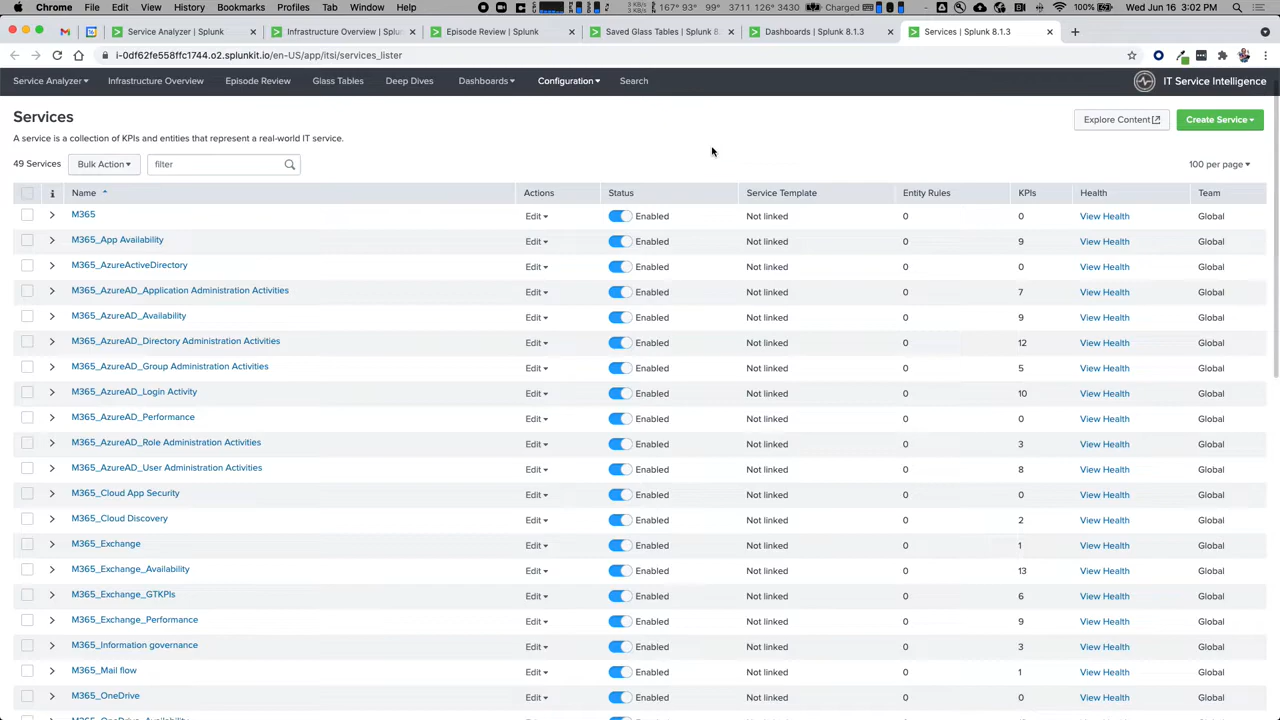 Chrome File Edit View History Bookmarks Profiles Tab Window Help 167° 93° 99% 3711 126° 3430 Charged 100% Wed Jun 16 3:02 PM
Service Analyzer | Splunk Infrastructure Overview | Splun Episode Review | Splunk Saved Glass Tables | Splunk 8. Dashboards | Splunk 8.1.3 Services | Splunk 8.1.3
i-0df62fe558ffc1744.o2.splunkit.io/en-US/app/itsi/services_lister
Service Analyzer Infrastructure Overview Episode Review Glass Tables Deep Dives Dashboards Configuration Search IT Service Intelligence
Services
Explore Content Create Service
A service is a collection of KPIs and entities that represent a real-world IT service.
49 Services Bulk Action filter 100 per page
i Name Actions Status Service Template Entity Rules KPIs Health Team
M365 Edit Enabled Not linked 0 0 View Health Global
M365_App Availability Edit Enabled Not linked 0 9 View Health Global
M365_AzureActiveDirectory Edit Enabled Not linked 0 0 View Health Global
M365_AzureAD_Application Administration Activities Edit Enabled Not linked 0 7 View Health Global
M365_AzureAD_Availability Edit Enabled Not linked 0 9 View Health Global
M365_AzureAD_Directory Administration Activities Edit Enabled Not linked 0 12 View Health Global
M365_AzureAD_Group Administration Activities Edit Enabled Not linked 0 5 View Health Global
M365_AzureAD_Login Activity Edit Enabled Not linked 0 10 View Health Global
M365_AzureAD_Performance Edit Enabled Not linked 0 0 View Health Global
M365_AzureAD_Role Administration Activities Edit Enabled Not linked 0 3 View Health Global
M365_AzureAD_User Administration Activities Edit Enabled Not linked 0 8 View Health Global
M365_Cloud App Security Edit Enabled Not linked 0 0 View Health Global
M365_Cloud Discovery Edit Enabled Not linked 0 2 View Health Global
M365_Exchange Edit Enabled Not linked 0 1 View Health Global
M365_Exchange_Availability Edit Enabled Not linked 0 13 View Health Global
M365_Exchange_GTKPIs Edit Enabled Not linked 0 6 View Health Global
M365_Exchange_Performance Edit Enabled Not linked 0 9 View Health Global
M365_Information governance Edit Enabled Not linked 0 3 View Health Global
M365_Mail flow Edit Enabled Not linked 0 1 View Health Global
M365_OneDrive Edit Enabled Not linked 0 0 View Health Global